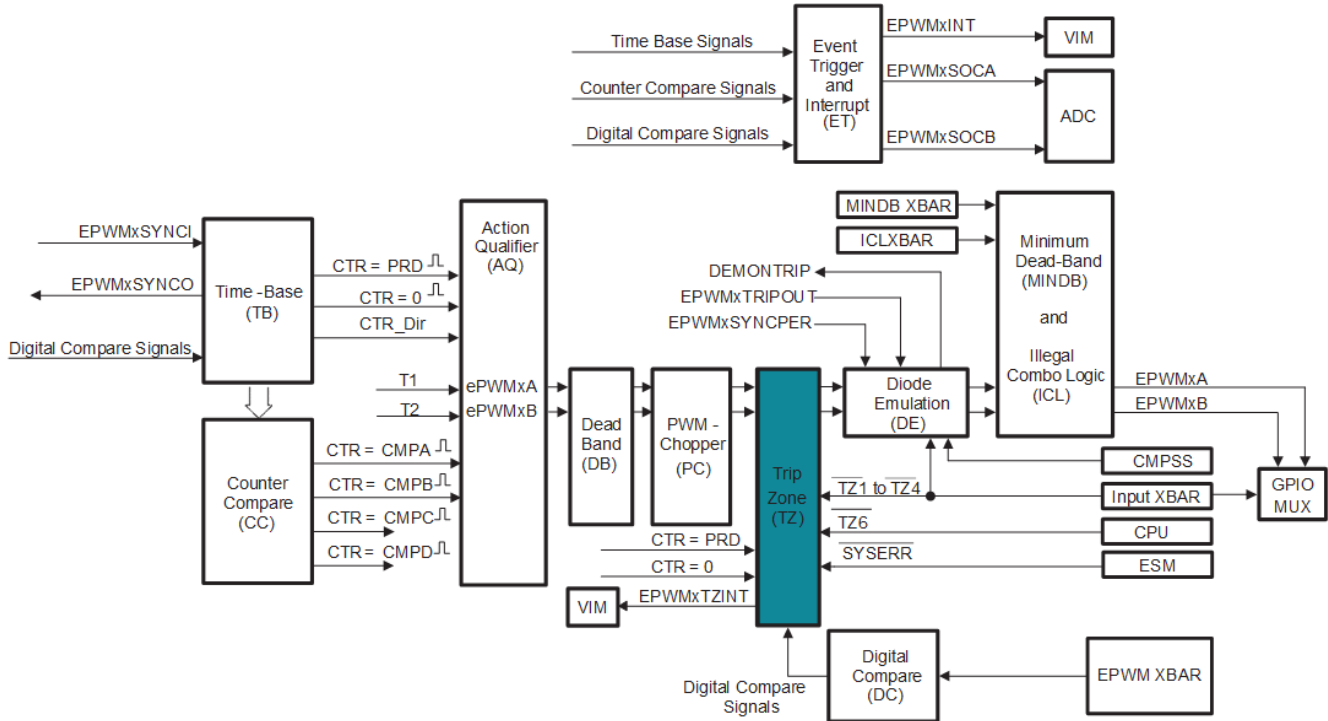 Time Base Signals
Counter Compare Signals
Digital Compare Signals
Event
Trigger
and
Interrupt
(ET)
EPWMxINT
EPWMxSOCA
EPWMxSOCB
VIM
ADC
EPWMxSYNCI
EPWMxSYNCO
Digital Compare Signals
Time -Base
(TB)
CTR = PRD
CTR = 0
CTR_Dir
T1
T2
Counter
Compare
(CC)
CTR = CMPA
CTR = CMPB
CTR = CMPC
CTR = CMPD
Action
Qualifier
(AQ)
ePWMxA
ePWMxB
Dead
Band
(DB)
PWM -
Chopper
(PC)
Trip
Zone
(TZ)
CTR = PRD
CTR = 0
EPWMxTZINT
VIM
DEMONTRIP
EPWMxTRIPOUT
EPWMxSYNCPER
Diode
Emulation
(DE)
MINDB XBAR
ICLXBAR
Minimum
Dead-Band
(MINDB)
and
Illegal
Combo Logic
(ICL)
EPWMxA
EPWMxB
TZ1 to TZ4
TZ6
SYSERR
CMPSS
Input XBAR
CPU
ESM
GPIO
MUX
Digital Compare
Signals
Digital
Compare
(DC)
EPWM XBAR